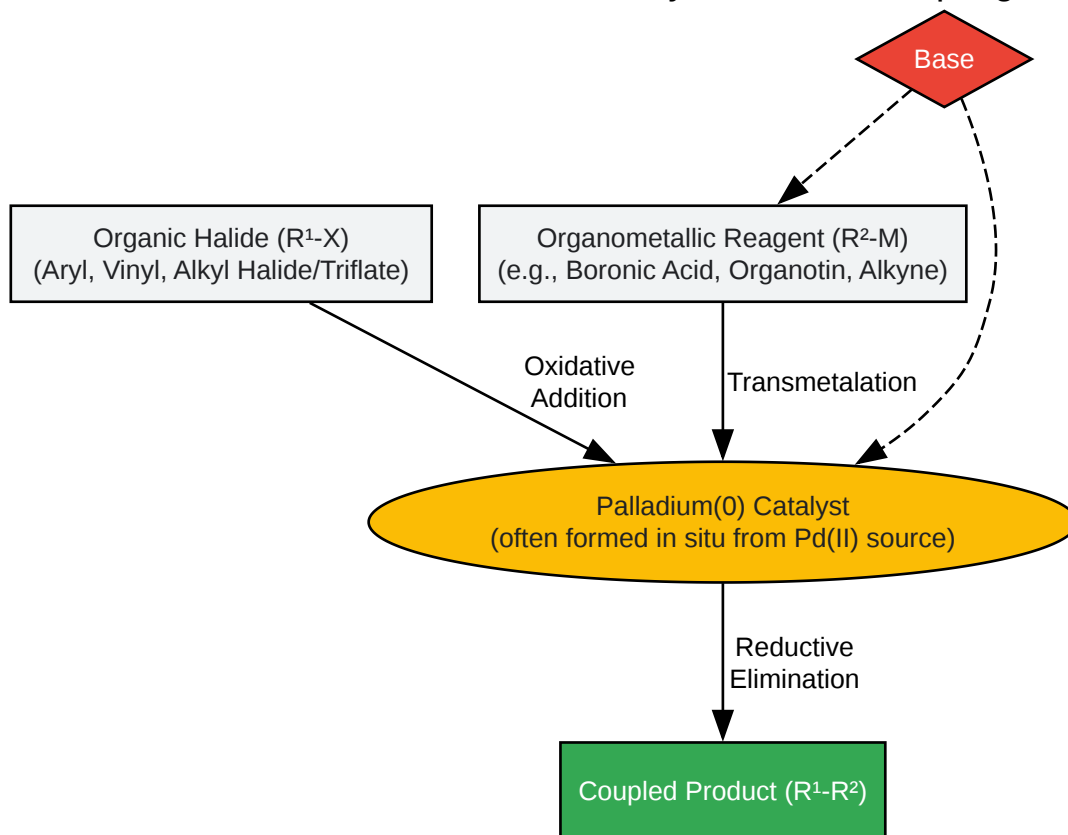 Base
Organic Halide (R¹-X)
(Aryl, Vinyl, Alkyl Halide/Triflate)
Organometallic Reagent (R²-M)
(e.g., Boronic Acid, Organotin, Alkyne)
Oxidative
Addition
Transmetalation
Palladium(0) Catalyst
(often formed in situ from Pd(II) source)
Reductive
Elimination
Coupled Product (R¹-R²)